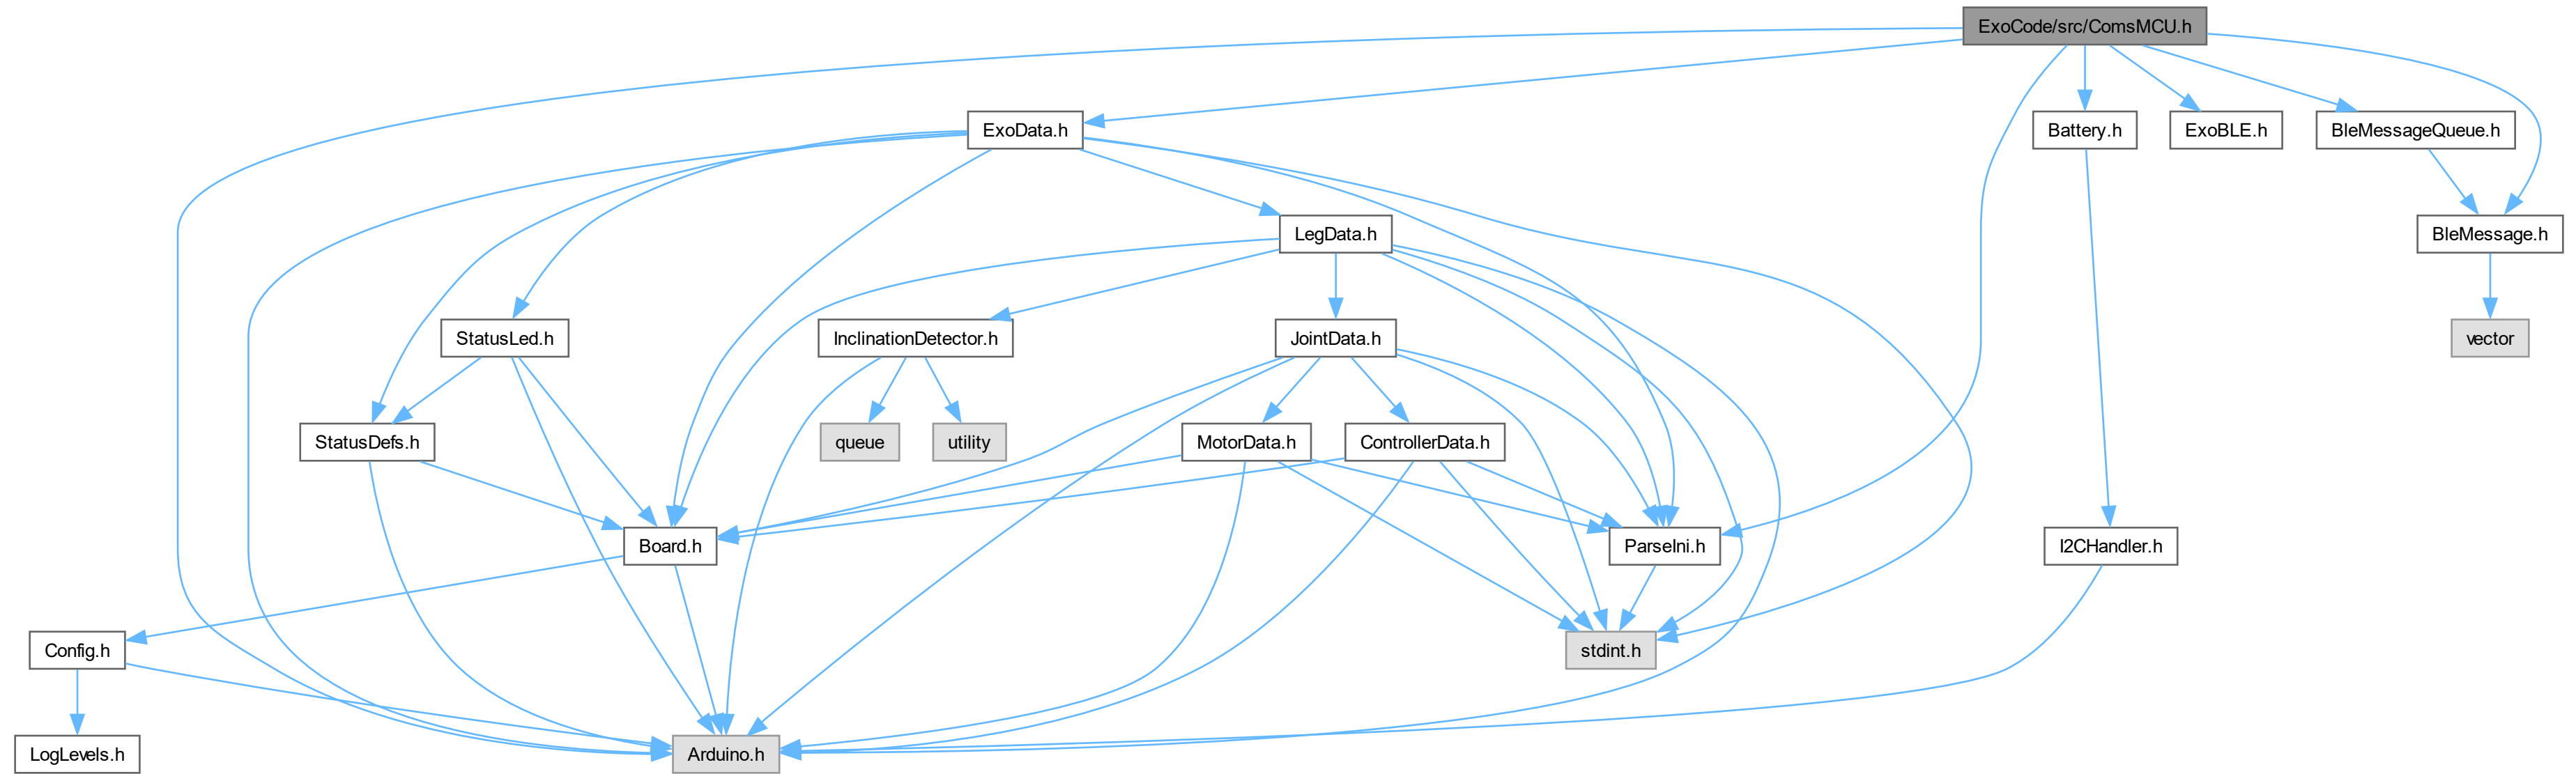 ExoCode/src/ComsMCU.h
ExoData.h
Battery.h
ExoBLE.h
BleMessageQueue.h
LegData.h
BleMessage.h
StatusLed.h
InclinationDetector.h
JointData.h
vector
StatusDefs.h
queue
utility
MotorData.h
ControllerData.h
Board.h
ParseIni.h
I2CHandler.h
Config.h
stdint.h
LogLevels.h
Arduino.h